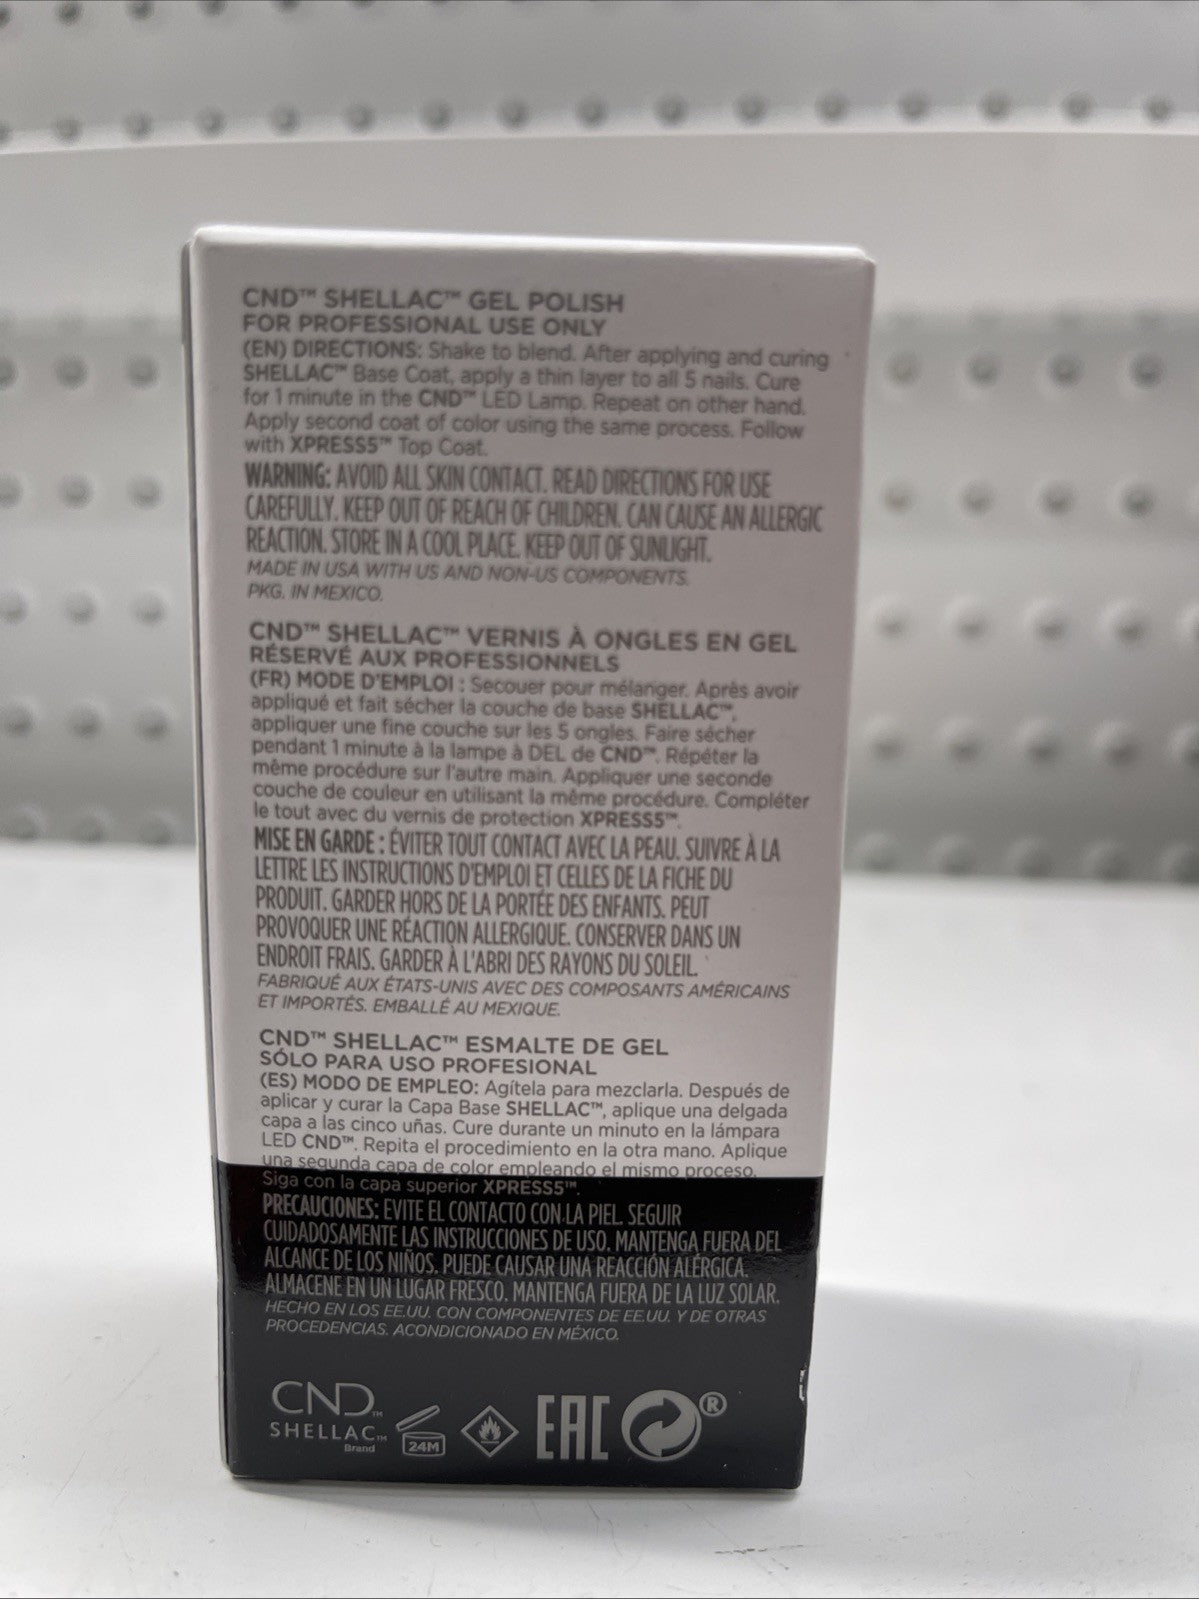 CND™ SHELLAC™ GEL POLISH
FOR PROFESSIONAL USE ONLY
(EN) DIRECTIONS: Shake to blend. After applying and curing
SHELLAC™ Base Coat, apply a thin layer to all 5 nails. Cure
for 1 minute in the CND™ LED Lamp. Repeat on other hand.
Apply second coat of color using the same process. Follow
with XPRESS5™ Top Coat.
WARNING: AVOID ALL SKIN CONTACT. READ DIRECTIONS FOR USE
CAREFULLY. KEEP OUT OF REACH OF CHILDREN. CAN CAUSE AN ALLERGIC
REACTION. STORE IN A COOL PLACE. KEEP OUT OF SUNLIGHT.
MADE IN USA WITH US AND NON-US COMPONENTS.
PKG. IN MEXICO.
CND™ SHELLAC™ VERNIS À ONGLES EN GEL
RÉSERVÉ AUX PROFESSIONNELS
(FR) MODE D'EMPLOI : Secouer pour mélanger. Après avoir
appliqué et fait sécher la couche de base SHELLAC™,
appliquer une fine couche sur les 5 ongles. Faire sécher
pendant 1 minute à la lampe à DEL de CND™. Répéter la
même procédure sur l'autre main. Appliquer une seconde
couche de couleur en utilisant la même procédure. Compléter
le tout avec du vernis de protection XPRESS5™.
MISE EN GARDE : ÉVITER TOUT CONTACT AVEC LA PEAU. SUIVRE À LA
LETTRE LES INSTRUCTIONS D'EMPLOI ET CELLES DE LA FICHE DU
PRODUIT. GARDER HORS DE LA PORTÉE DES ENFANTS. PEUT
PROVOQUER UNE RÉACTION ALLERGIQUE. CONSERVER DANS UN
ENDROIT FRAIS. GARDER À L'ABRI DES RAYONS DU SOLEIL.
FABRIQUÉ AUX ÉTATS-UNIS AVEC DES COMPOSANTS AMÉRICAINS
ET IMPORTÉS. EMBALLÉ AU MEXIQUE.
CND™ SHELLAC™ ESMALTE DE GEL
SÓLO PARA USO PROFESIONAL
(ES) MODO DE EMPLEO: Agítela para mezclarla. Después de
aplicar y curar la Capa Base SHELLAC™, aplique una delgada
capa a las cinco uñas. Cure durante un minuto en la lámpara
LED CND™. Repita el procedimiento en la otra mano. Aplique
una segunda capa de color empleando el mismo proceso.
Siga con la capa superior XPRESS5™.
PRECAUCIONES: EVITE EL CONTACTO CON LA PIEL. SEGUIR
CUIDADOSAMENTE LAS INSTRUCCIONES DE USO. MANTENGA FUERA DEL
ALCANCE DE LOS NIÑOS. PUEDE CAUSAR UNA REACCIÓN ALÉRGICA.
ALMACENE EN UN LUGAR FRESCO. MANTENGA FUERA DE LA LUZ SOLAR.
HECHO EN LOS EE.UU. CON COMPONENTES DE EE.UU. Y DE OTRAS
PROCEDENCIAS. ACONDICIONADO EN MÉXICO.
CND™
SHELLAC™
Brand
24M
EAC
®